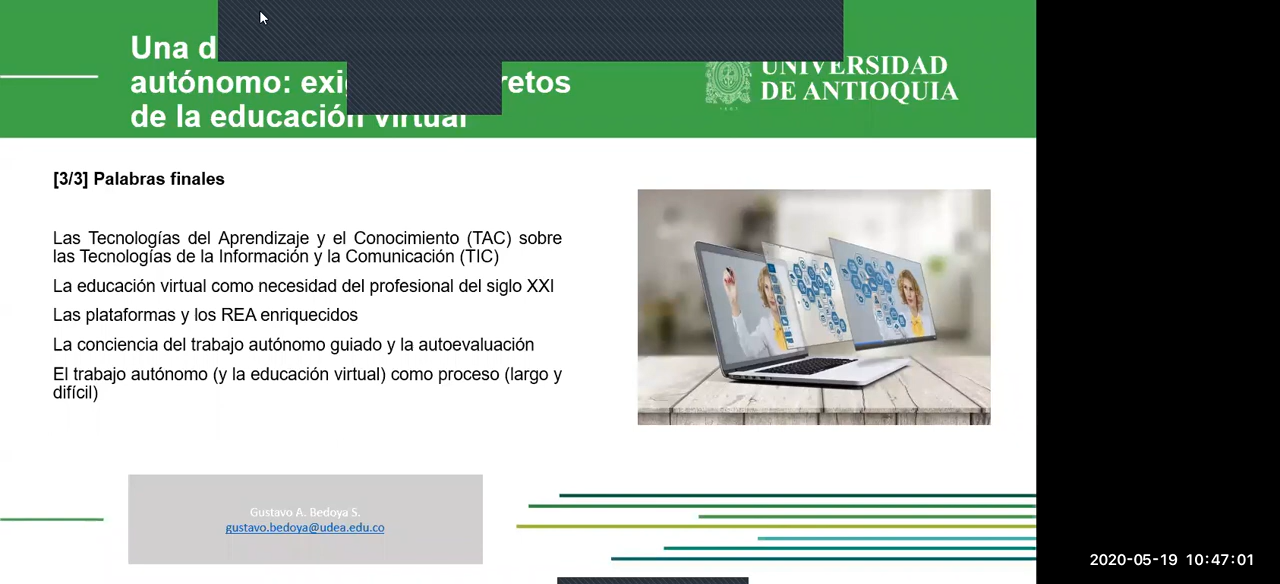 Una d
autónomo: exi retos
de la educación virtual
UNIVERSIDAD
DE ANTIOQUIA
[3/3] Palabras finales
Las Tecnologías del Aprendizaje y el Conocimiento (TAC) sobre
las Tecnologías de la Información y la Comunicación (TIC)
La educación virtual como necesidad del profesional del siglo XXI
Las plataformas y los REA enriquecidos
La conciencia del trabajo autónomo guiado y la autoevaluación
El trabajo autónomo (y la educación virtual) como proceso (largo y
difícil)
Gustavo A. Bedoya S.
gustavo.bedoya@udea.edu.co
2020-05-19 10:47:01